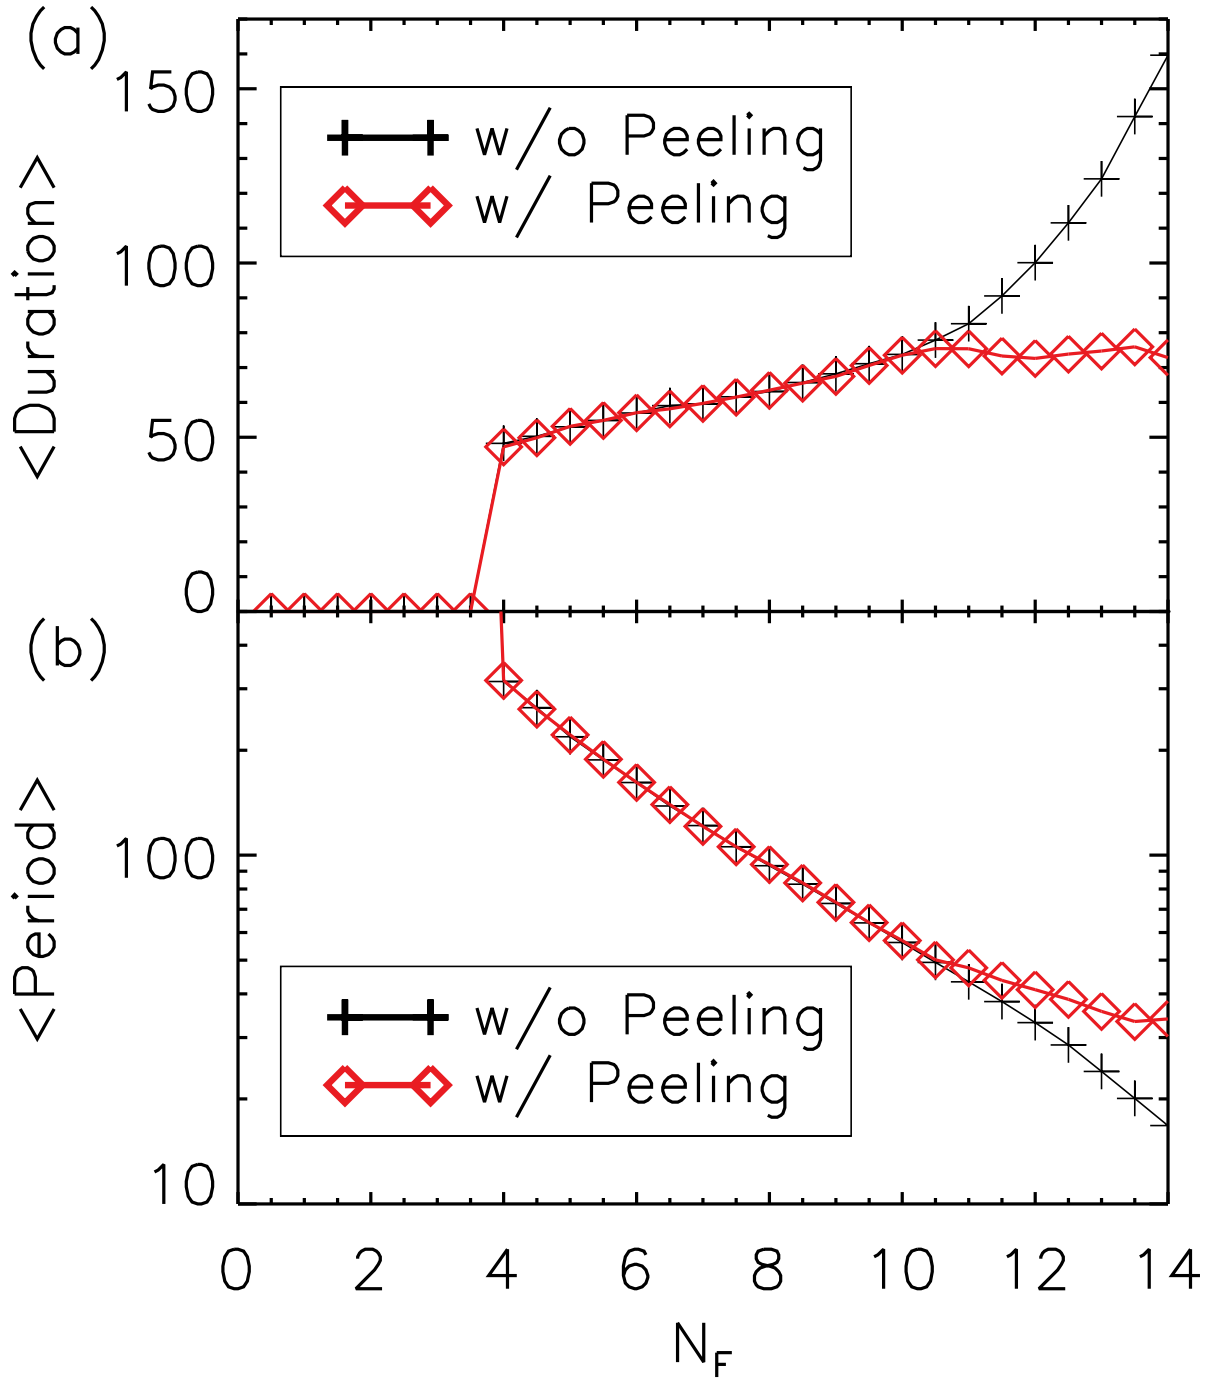 (a)
150
100
50
0
<Duration>
w/o Peeling
w/ Peeling
(b)
100
10
<Period>
w/o Peeling
w/ Peeling
0 2 4 6 8 10 12 14
N_F